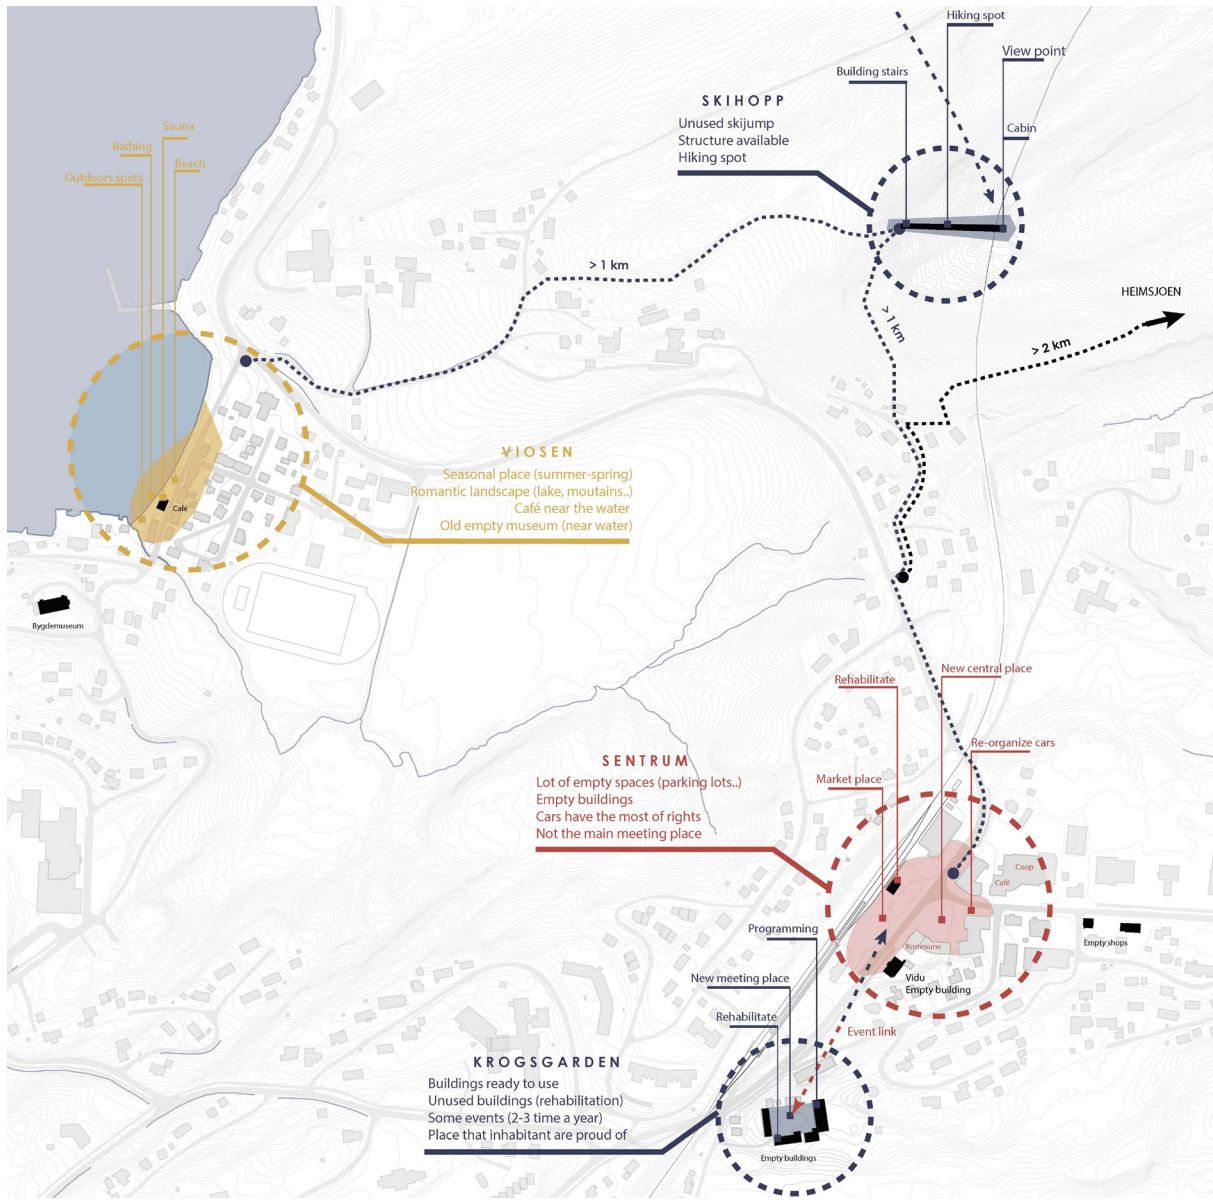 Hiking spot
View point
Building stairs
SKIHOPP
Unused skijump
Structure available
Hiking spot
Cabin
Sauna
Bathing
Beach
Outdoors spots
> 1 km
HEIMSJOEN
> 1 km
> 2 km
VIOSEN
Seasonal place (summer-spring)
Romantic landscape (lake, moutains..)
Café near the water
Old empty museum (near water)
Café
Bygdemuseum
New central place
Rehabilitate
Re-organize cars
Market place
SENTRUM
Lot of empty spaces (parking lots..)
Empty buildings
Cars have the most of rights
Not the main meeting place
Coop
Café
Kommune
Empty shops
Vidu
Empty building
Programming
New meeting place
Rehabilitate
Event link
KROGSGARDEN
Buildings ready to use
Unused buildings (rehabilitation)
Some events (2-3 time a year)
Place that inhabitant are proud of
Empty buildings